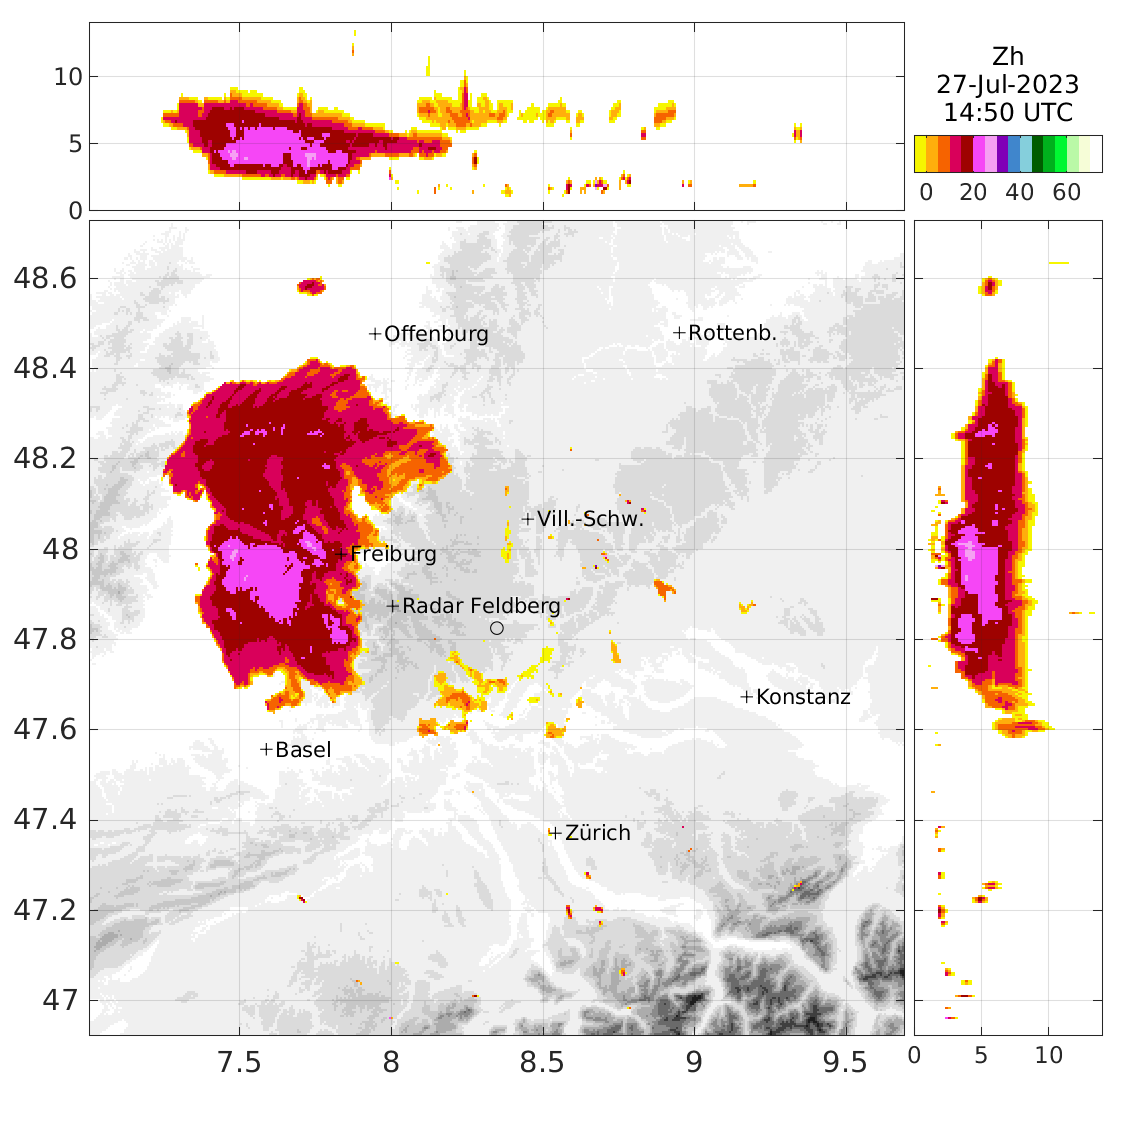 10
5
0
Zh
27-Jul-2023
14:50 UTC
0 20 40 60
48.6
48.4
48.2
48
47.8
47.6
47.4
47.2
47
+Offenburg
+Rottenb.
+Vill.-Schw.
+Freiburg
+Radar Feldberg
+Konstanz
+Basel
+Zürich
7.5 8 8.5 9 9.5
0 5 10